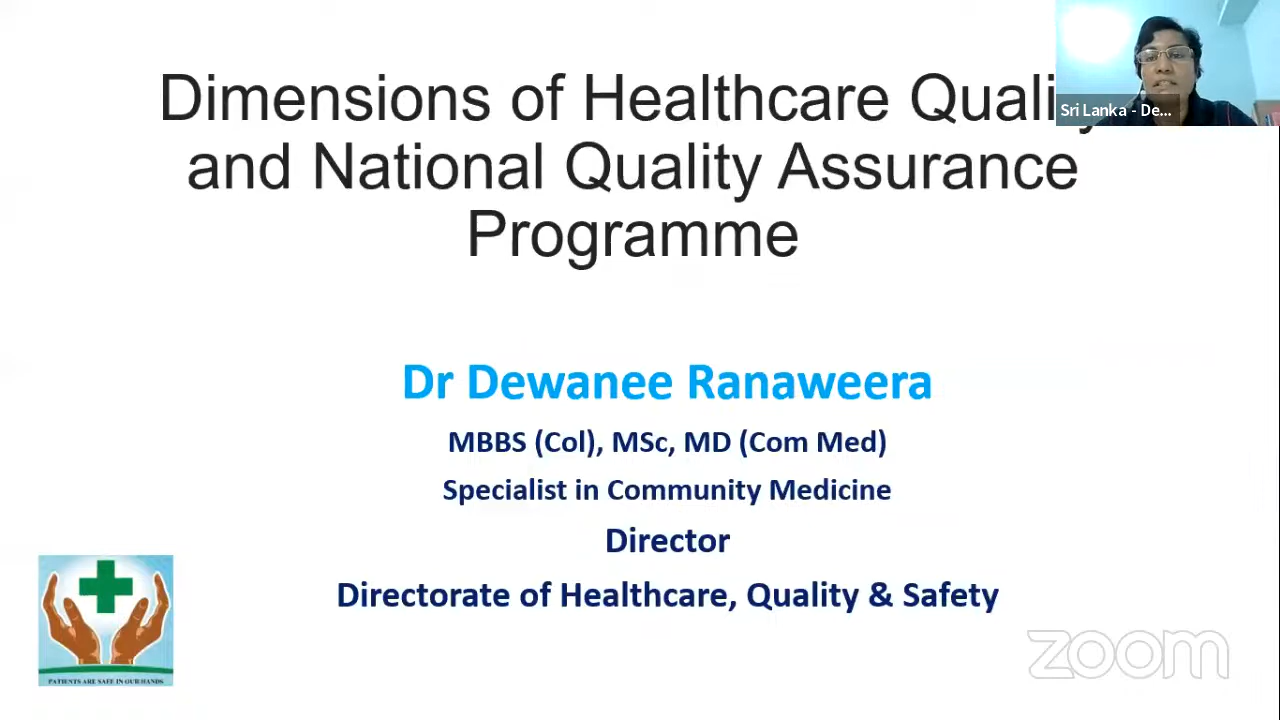 Dimensions of Healthcare Quality
and National Quality Assurance
Programme
Sri Lanka - De...
Dr Dewanee Ranaweera
MBBS (Col), MSc, MD (Com Med)
Specialist in Community Medicine
Director
Directorate of Healthcare, Quality & Safety
PATIENTS ARE SAFE IN OUR HANDS
zoom